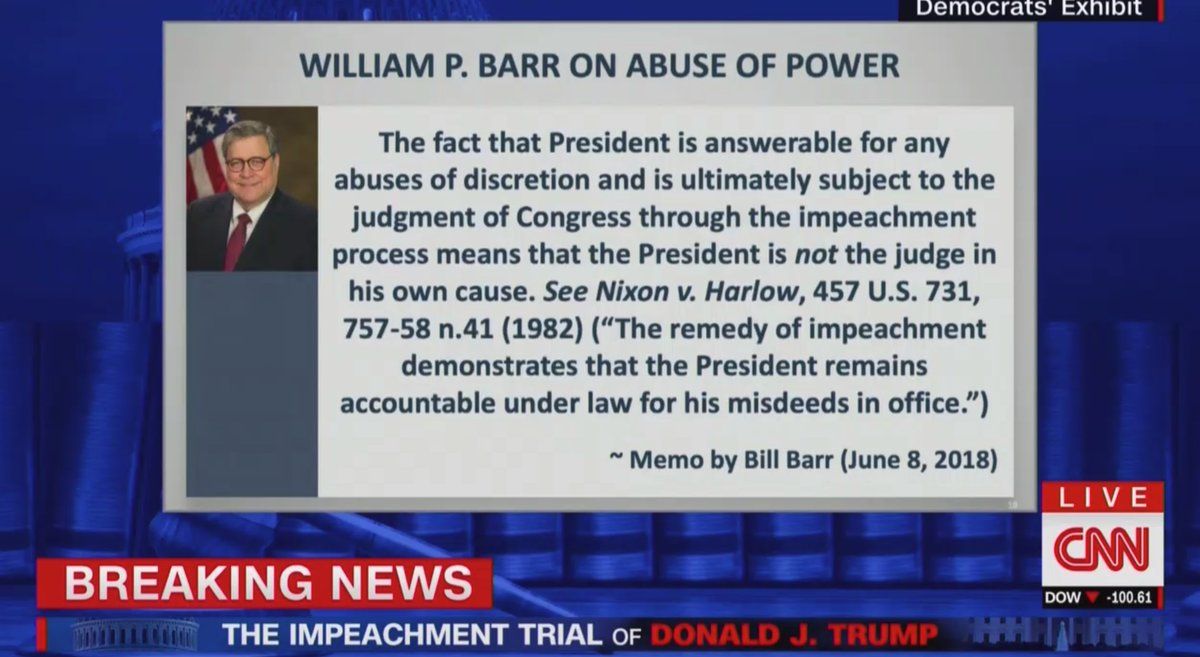 Democrats' Exhibit
WILLIAM P. BARR ON ABUSE OF POWER
The fact that President is answerable for any
abuses of discretion and is ultimately subject to the
judgment of Congress through the impeachment
process means that the President is not the judge in
his own cause. See Nixon v. Harlow, 457 U.S. 731,
757-58 n.41 (1982) (“The remedy of impeachment
demonstrates that the President remains
accountable under law for his misdeeds in office.”)
~ Memo by Bill Barr (June 8, 2018)
LIVE
CNN
DOW ▼ -100.61
BREAKING NEWS
THE IMPEACHMENT TRIAL OF DONALD J. TRUMP